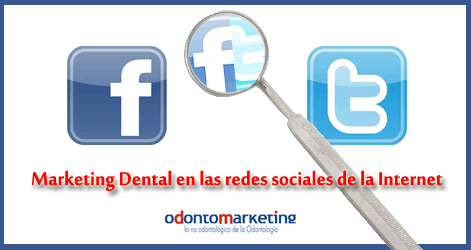 f
f t
t
Marketing Dental en las redes sociales de la Internet
odontomarketing
lo no odontológico de la Odontología